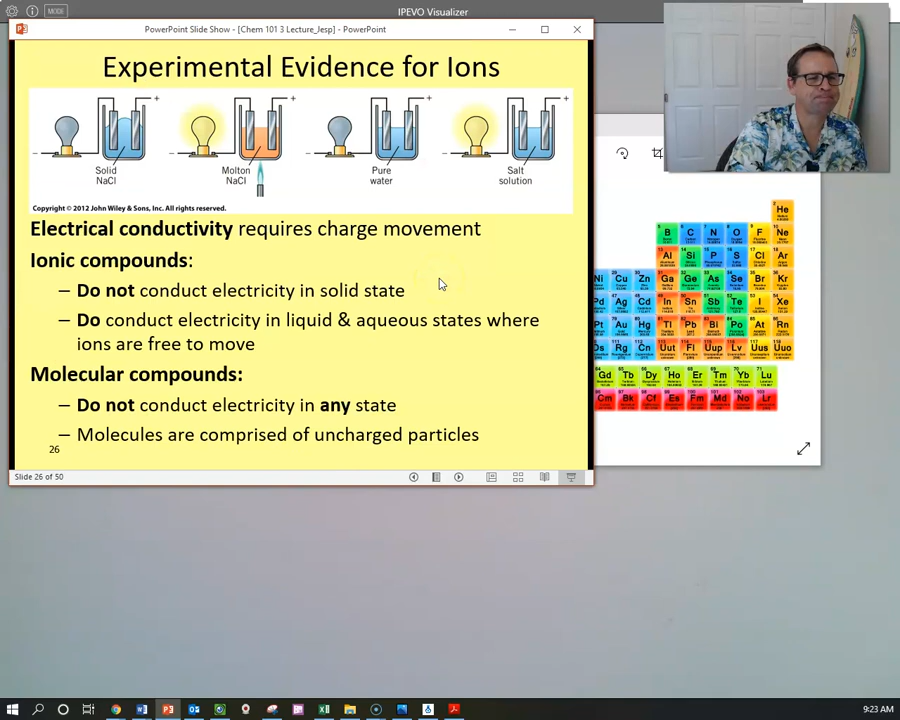 IPEVO Visualizer
MODE
PowerPoint Slide Show - [Chem 101 3 Lecture_Jesp] - PowerPoint
Experimental Evidence for Ions
Solid NaCl
Molton NaCl
Pure water
Salt solution
Copyright © 2012 John Wiley & Sons, Inc. All rights reserved.
Electrical conductivity requires charge movement
Ionic compounds:
– Do not conduct electricity in solid state
– Do conduct electricity in liquid & aqueous states where
ions are free to move
Molecular compounds:
– Do not conduct electricity in any state
– Molecules are comprised of uncharged particles
26
Slide 26 of 50
He
B C N O F Ne
Al Si P S Cl Ar
Ni Cu Zn Ga Ge As Se Br Kr
Pd Ag Cd In Sn Sb Te I Xe
Pt Au Hg Tl Pb Bi Po At Rn
Ds Rg Cn Uut Fl Uup Lv Uus Uuo
Gd Tb Dy Ho Er Tm Yb Lu
Cm Bk Cf Es Fm Md No Lr
9:23 AM